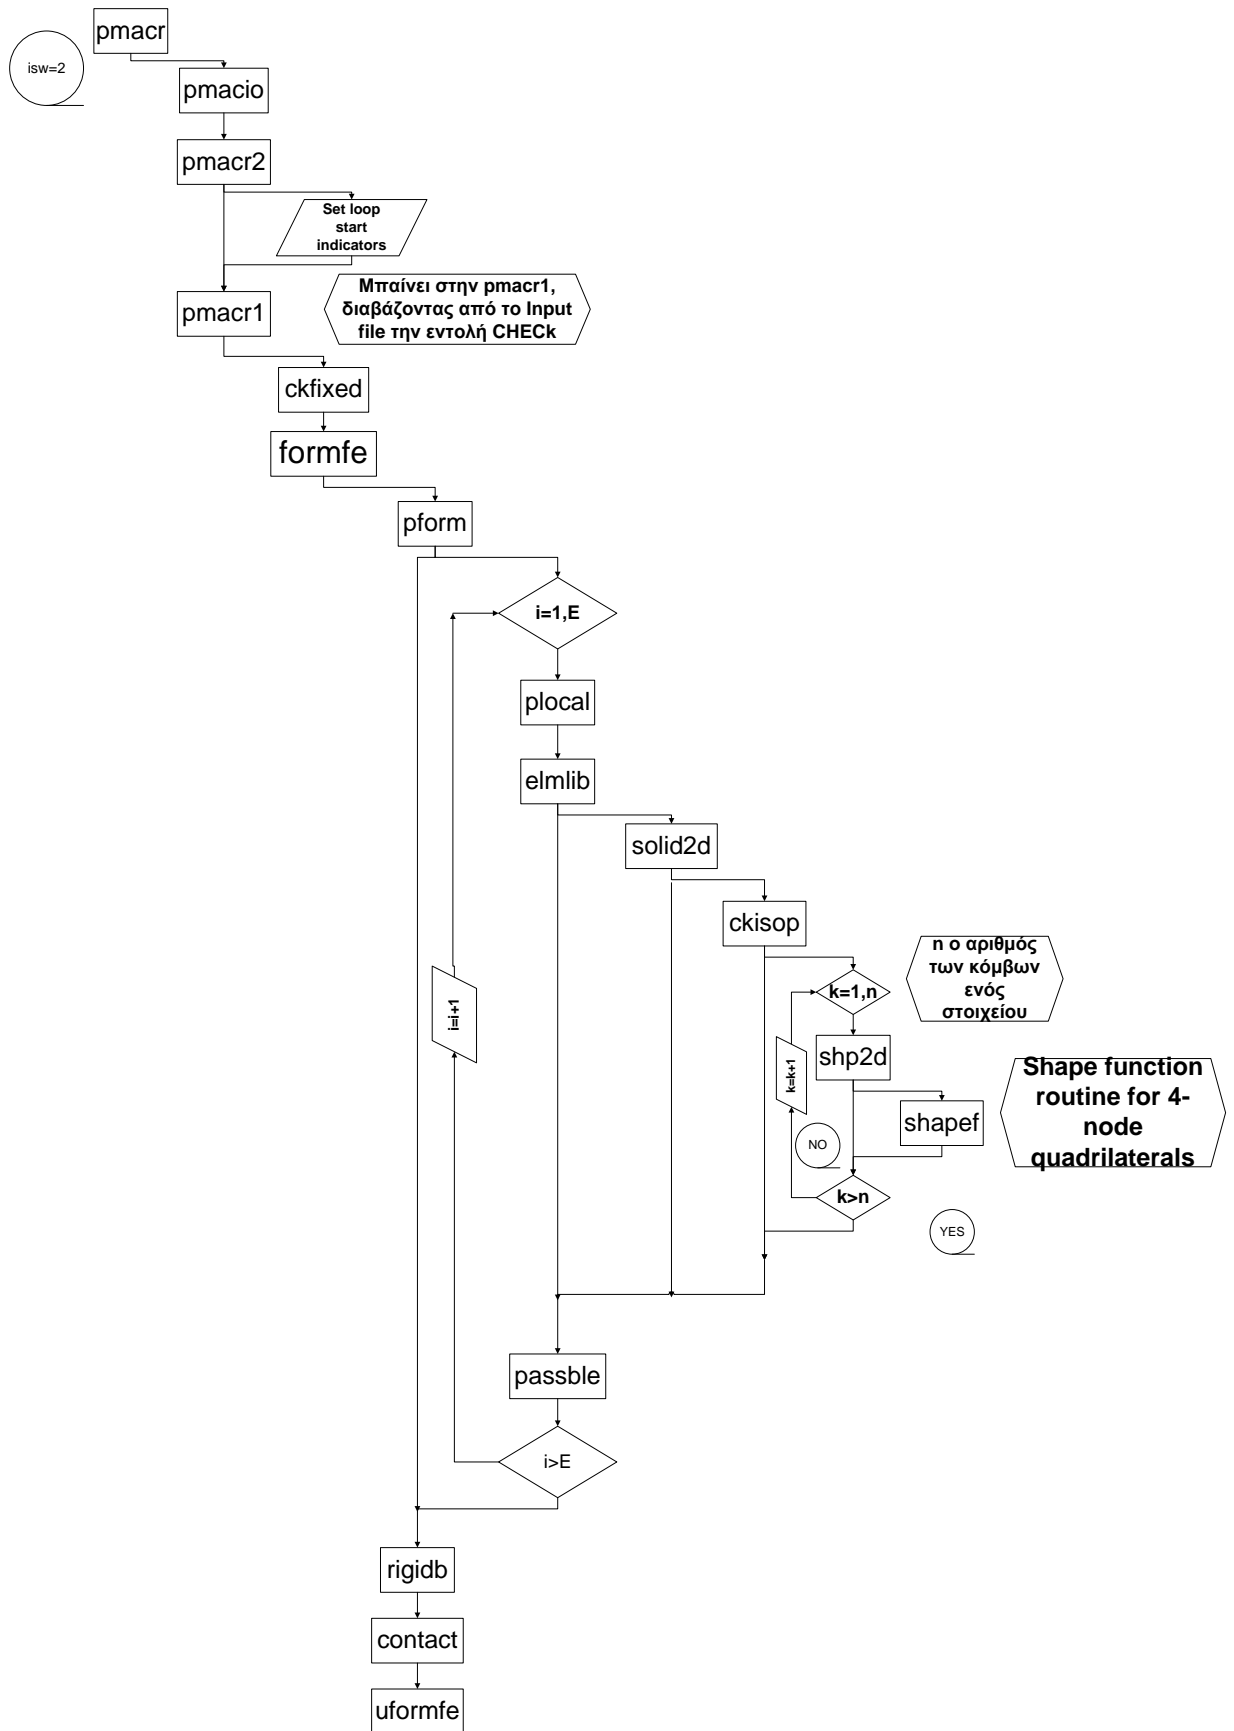 pmacr
isw=2
pmacio
pmacr2
Set loop
start
indicators
pmacr1
Μπαίνει στην pmacr1,
διαβάζοντας από το Input
file την εντολή CHECk
ckfixed
formfe
pform
i=1,E
plocal
elmlib
solid2d
ckisop
n ο αριθμός
των κόμβων
ενός
στοιχείου
k=1,n
i=i+1
shp2d
k=k+1
Shape function
routine for 4-
node
quadrilaterals
shapef
NO
k>n
YES
passble
i>E
rigidb
contact
uformfe